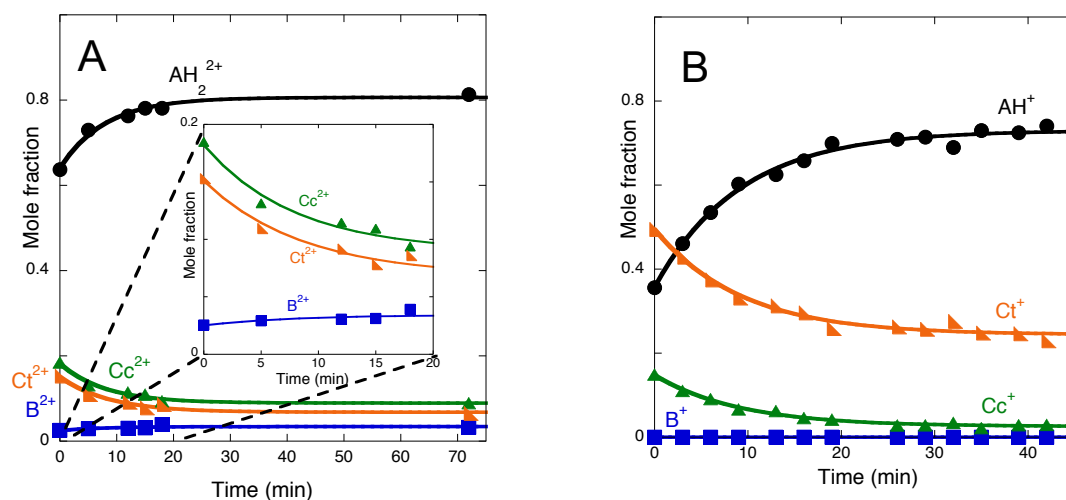 A
AH₂²⁺
0.8
0.4
0
Mole fraction
Cc²⁺
Ct²⁺
B²⁺
0 10 20 30 40 50 60 70
Time (min)
0.2
0
Mole fraction
Cc²⁺
Ct²⁺
B²⁺
0 5 10 15 20
Time (min)
B
AH⁺
0.8
0.4
0
Mole fraction
Ct⁺
Cc⁺
B⁺
0 10 20 30 40
Time (min)